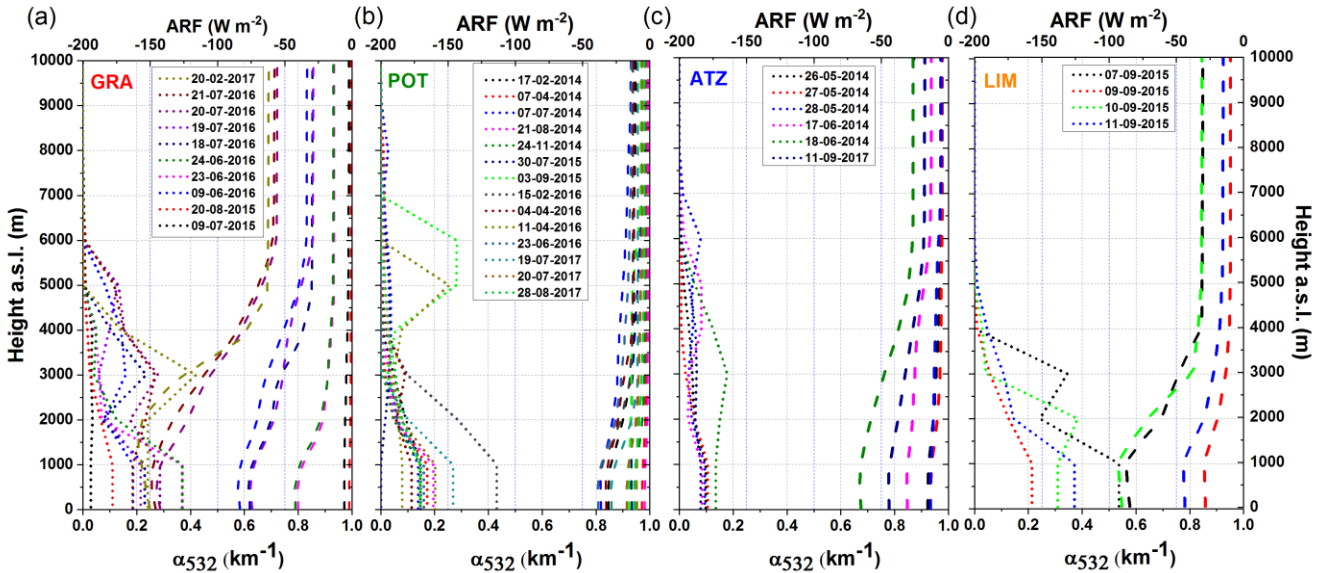 (a) ARF (W m-2)
-200 -150 -100 -50 0
10000
9000
8000
7000
6000
5000
4000
3000
2000
1000
0
Height a.s.l. (m)
GRA
20-02-2017
21-07-2016
20-07-2016
19-07-2016
18-07-2016
24-06-2016
23-06-2016
09-06-2016
20-08-2015
09-07-2015
0.0 0.2 0.4 0.6 0.8 1.0
α532 (km-1)
(b) ARF (W m-2)
-200 -150 -100 -50 0
POT
17-02-2014
07-04-2014
07-07-2014
21-08-2014
24-11-2014
30-07-2015
03-09-2015
15-02-2016
04-04-2016
11-04-2016
23-06-2016
19-07-2017
20-07-2017
28-08-2017
0.0 0.2 0.4 0.6 0.8 1.0
α532 (km-1)
(c) ARF (W m-2)
-200 -150 -100 -50 0
ATZ
26-05-2014
27-05-2014
28-05-2014
17-06-2014
18-06-2014
11-09-2017
0.0 0.2 0.4 0.6 0.8 1.0
α532 (km-1)
(d) ARF (W m-2)
-200 -150 -100 -50 0
LIM
07-09-2015
09-09-2015
10-09-2015
11-09-2015
10000
9000
8000
7000
6000
5000
4000
3000
2000
1000
0
Height a.s.l. (m)
0.0 0.2 0.4 0.6 0.8 1.0
α532 (km-1)